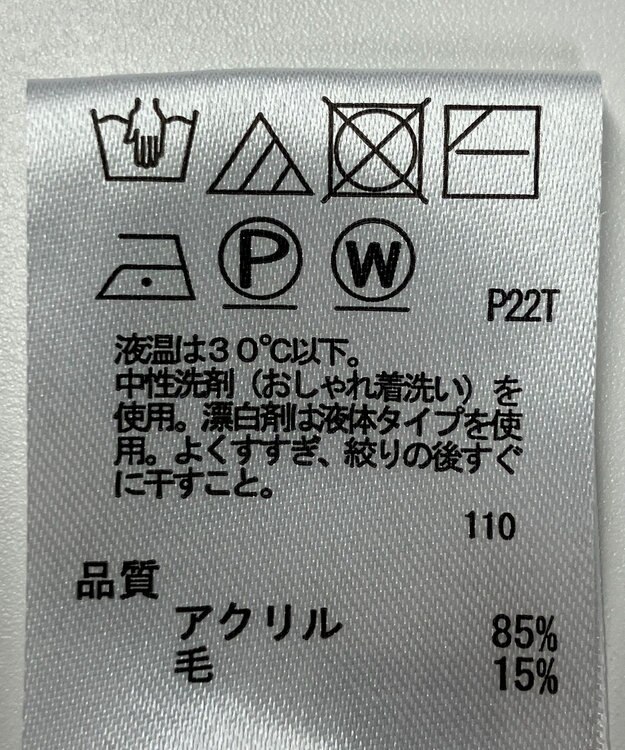 P W
P22T
液温は30℃以下。
中性洗剤（おしゃれ着洗い）を
使用。漂白剤は液体タイプを使
用。よくすすぎ、絞りの後すぐ
に干すこと。
110
品質
アクリル 85%
毛 15%